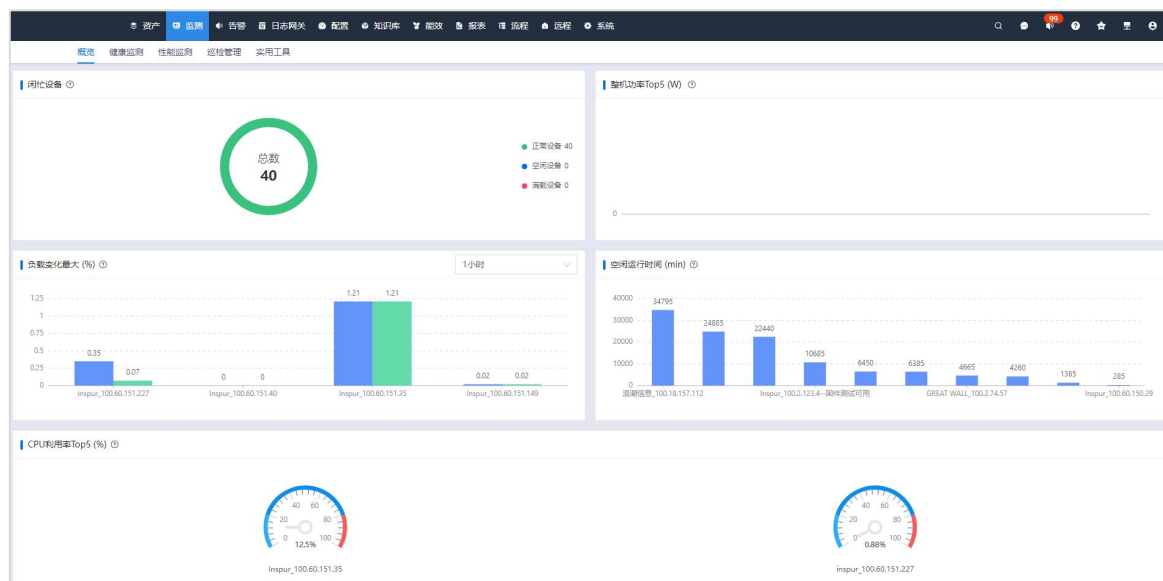 资产 监测 告警 日志网关 配置 知识库 能效 报表 流程 远程 系统 99
概览 健康监测 性能监测 巡检管理 实用工具
闲忙设备
总数
40
正常设备 40
空闲设备 0
满载设备 0
整机功率Top5 (W)
0
负载变化最大 (%)
1小时
1.25
1
0.75
0.5
0.25
0
0.35 0.07 0 0 1.21 1.21 0.02 0.02
inspur_100.60.151.227 Inspur_100.60.151.40 Inspur_100.60.151.35 Inspur_100.60.151.149
空闲运行时间 (min)
40000
30000
20000
10000
0
34795 24885 22440 10685 6450 6385 4665 4260 1365 285
浪潮信息_100.18.157.112 Inspur_100.2.123.4--固件测试可用 GREAT WALL_100.2.74.57 Inspur_100.60.150.29
CPU利用率Top5 (%)
0 20 40 60 80 100
12.5%
Inspur_100.60.151.35
0 20 40 60 80 100
0.88%
inspur_100.60.151.227